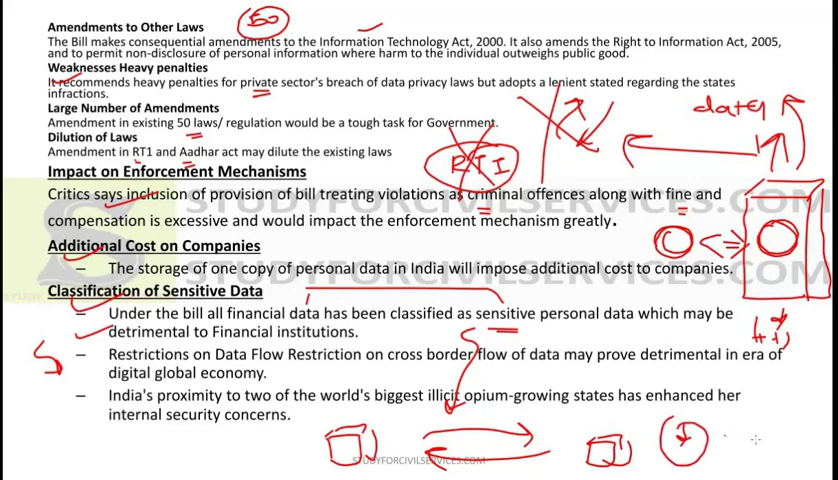 50
Amendments to Other Laws
The Bill makes consequential amendments to the Information Technology Act, 2000. It also amends the Right to Information Act, 2005,
and to permit non-disclosure of personal information where harm to the individual outweighs public good.
Weaknesses Heavy penalties
It recommends heavy penalties for private sector's breach of data privacy laws but adopts a lenient stated regarding the states
infractions.
Large Number of Amendments
data
Amendment in existing 50 laws/ regulation would be a tough task for Government.
Dilution of Laws
Amendment in RT1 and Aadhar act may dilute the existing laws
RTI
Impact on Enforcement Mechanisms
Critics says inclusion of provision of bill treating violations as criminal offences along with fine and
compensation is excessive and would impact the enforcement mechanism greatly.
STUDYFORCIVILSERVICES.COM
Additional Cost on Companies
– The storage of one copy of personal data in India will impose additional cost to companies.
STUDYFORCIVILSERVICES.COM
Classification of Sensitive Data
– Under the bill all financial data has been classified as sensitive personal data which may be
detrimental to Financial institutions.
– Restrictions on Data Flow Restriction on cross border flow of data may prove detrimental in era of
digital global economy.
– India's proximity to two of the world's biggest illicit opium-growing states has enhanced her
internal security concerns.
STUDYFORCIVILSERVICES.COM